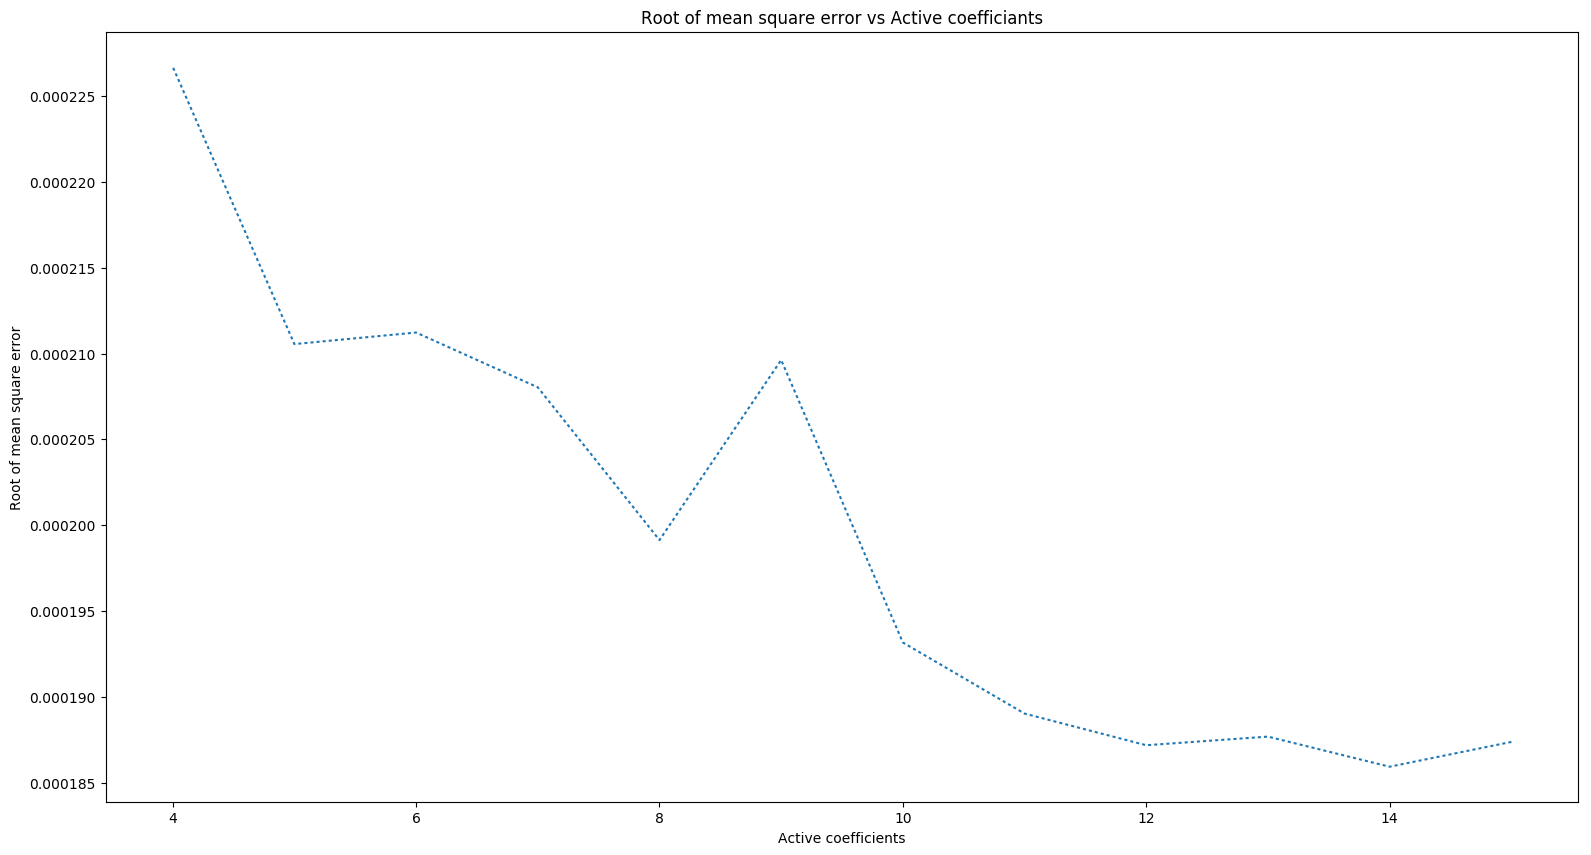 Root of mean square error vs Active coefficiants
0.000225
0.000220
0.000215
0.000210
0.000205
0.000200
0.000195
0.000190
0.000185
Root of mean square error
4 6 8 10 12 14
Active coefficients